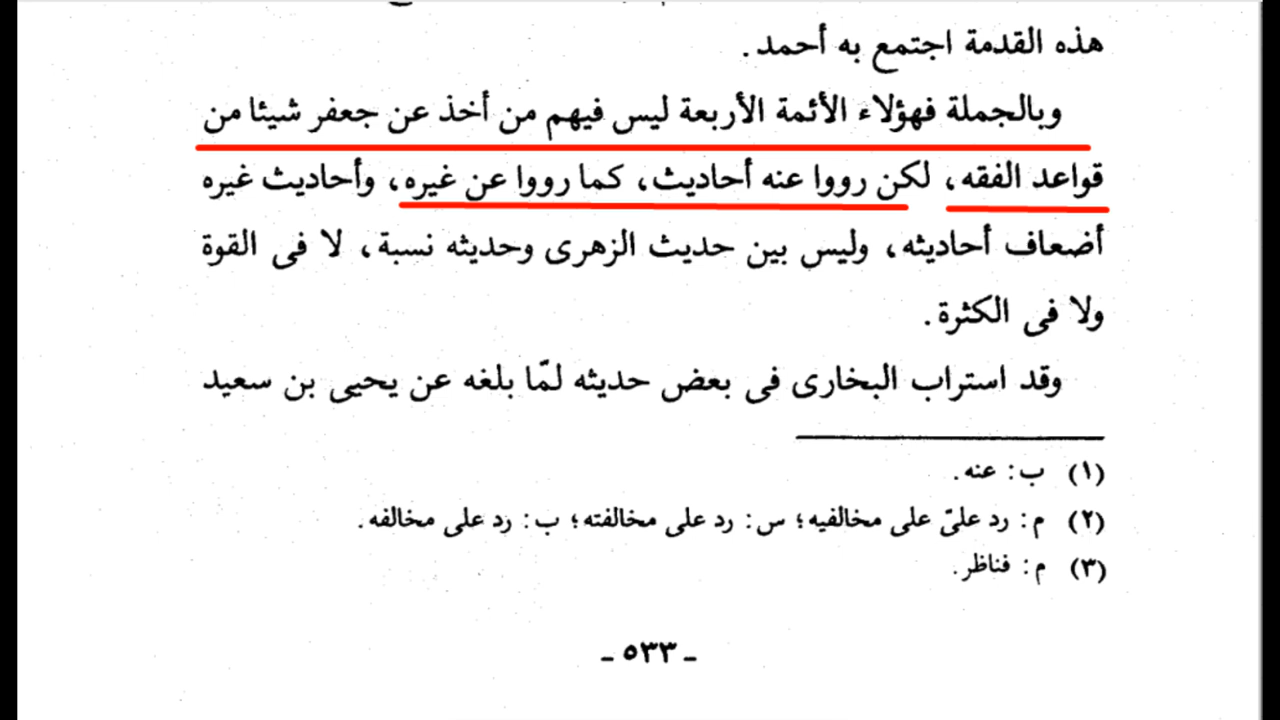 هذه القدمة اجتمع به أحمد.
وبالجملة فهؤلاء الأئمة الأربعة ليس فيهم من أخذ عن جعفر شيئا من
قواعد الفقه، لكن رووا عنه أحاديث، كما رووا عن غيره، وأحاديث غيره
أضعاف أحاديثه، وليس بين حديث الزهرى وحديثه نسبة، لا فى القوة
ولا فى الكثرة.
وقد استراب البخارى فى بعض حديثه لمّا بلغه عن يحيى بن سعيد
(١) ب: عنه.
(٢) م: رد علىّ على مخالفيه؛ س: رد على مخالفته؛ ب: رد على مخالفه.
(٣) م: فناظر.
- ٥٣٣ -